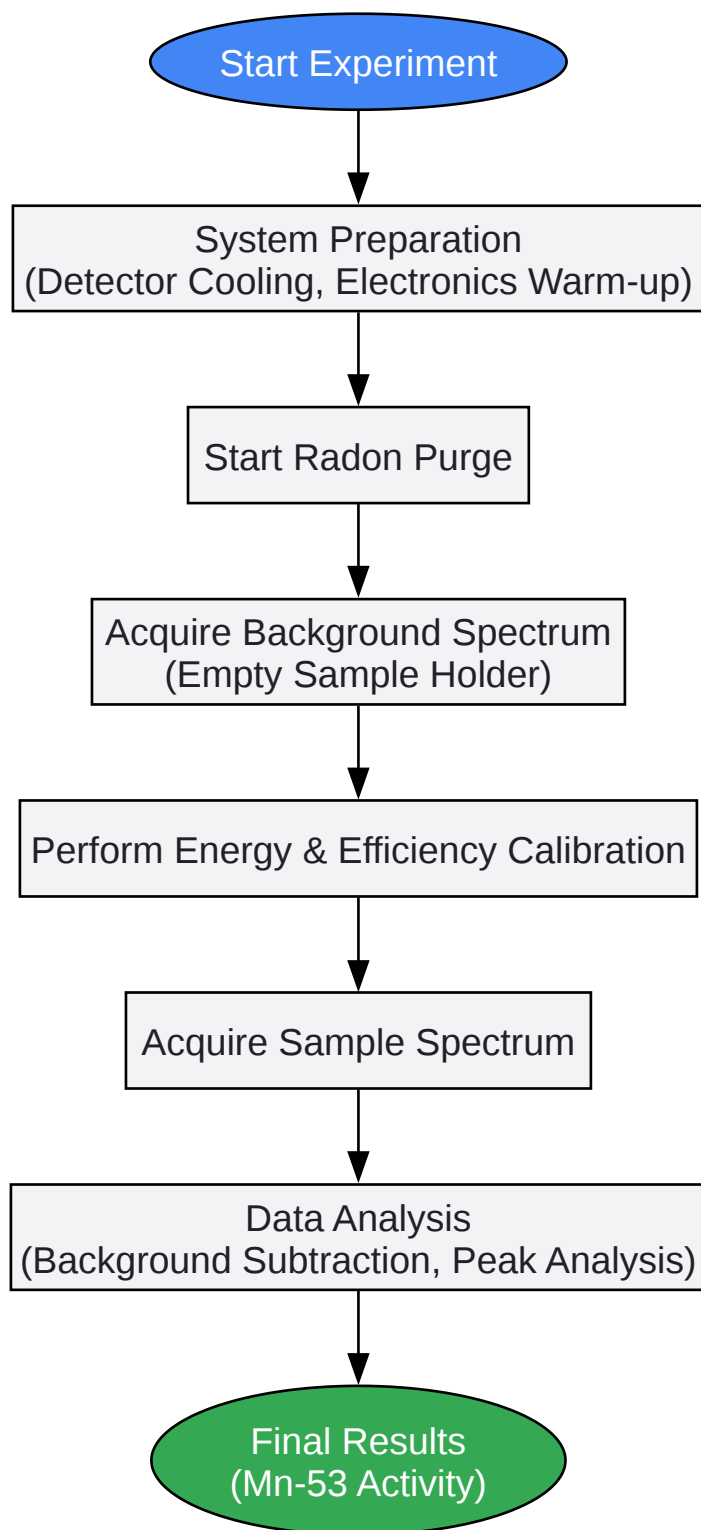 Start Experiment
System Preparation
(Detector Cooling, Electronics Warm-up)
Start Radon Purge
Acquire Background Spectrum
(Empty Sample Holder)
Perform Energy & Efficiency Calibration
Acquire Sample Spectrum
Data Analysis
(Background Subtraction, Peak Analysis)
Final Results
(Mn-53 Activity)